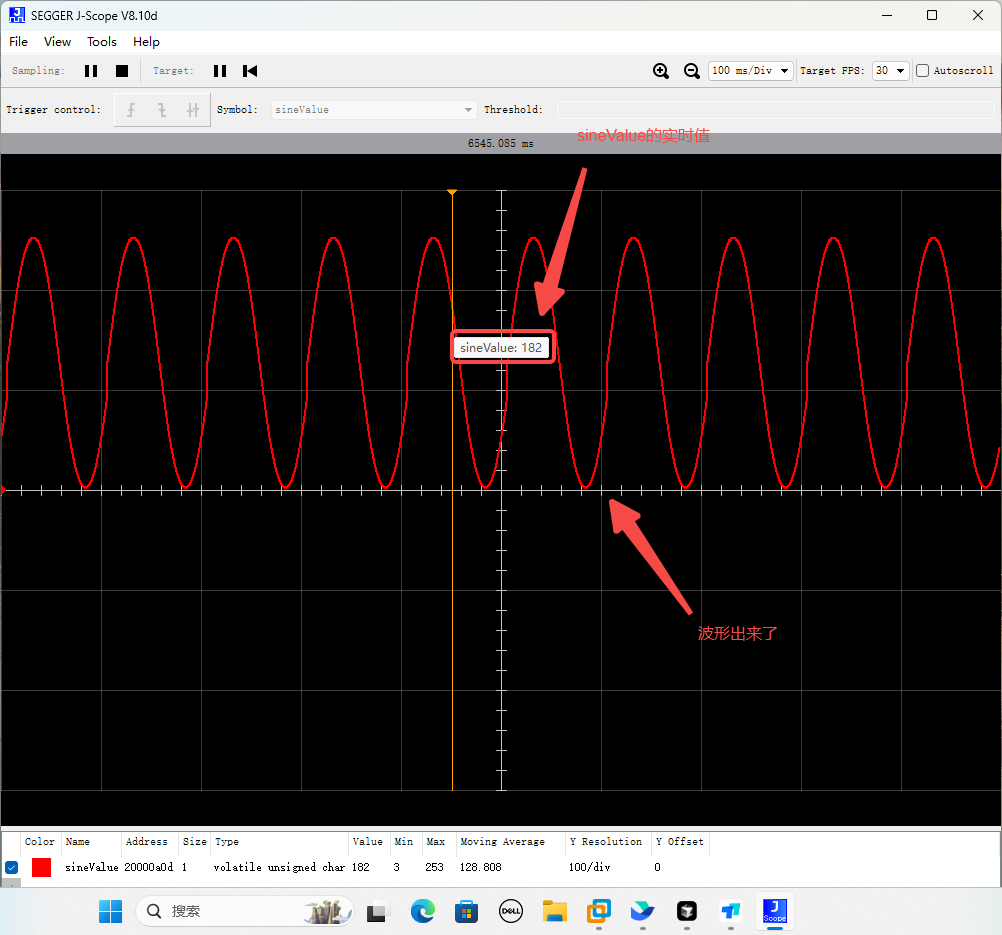 SEGGER J-Scope V8.10d
File View Tools Help
Sampling: Target: 100 ms/Div Target FPS: 30 Autoscroll
Trigger control: Symbol: sineValue Threshold:
6545.085 ms
sineValue的实时值
sineValue: 182
波形出来了
Color Name Address Size Type Value Min Max Moving Average Y Resolution Y Offset
sineValue 20000a0d 1 volatile unsigned char 182 3 253 128.808 100/div 0
搜索
DELL
J
Scope